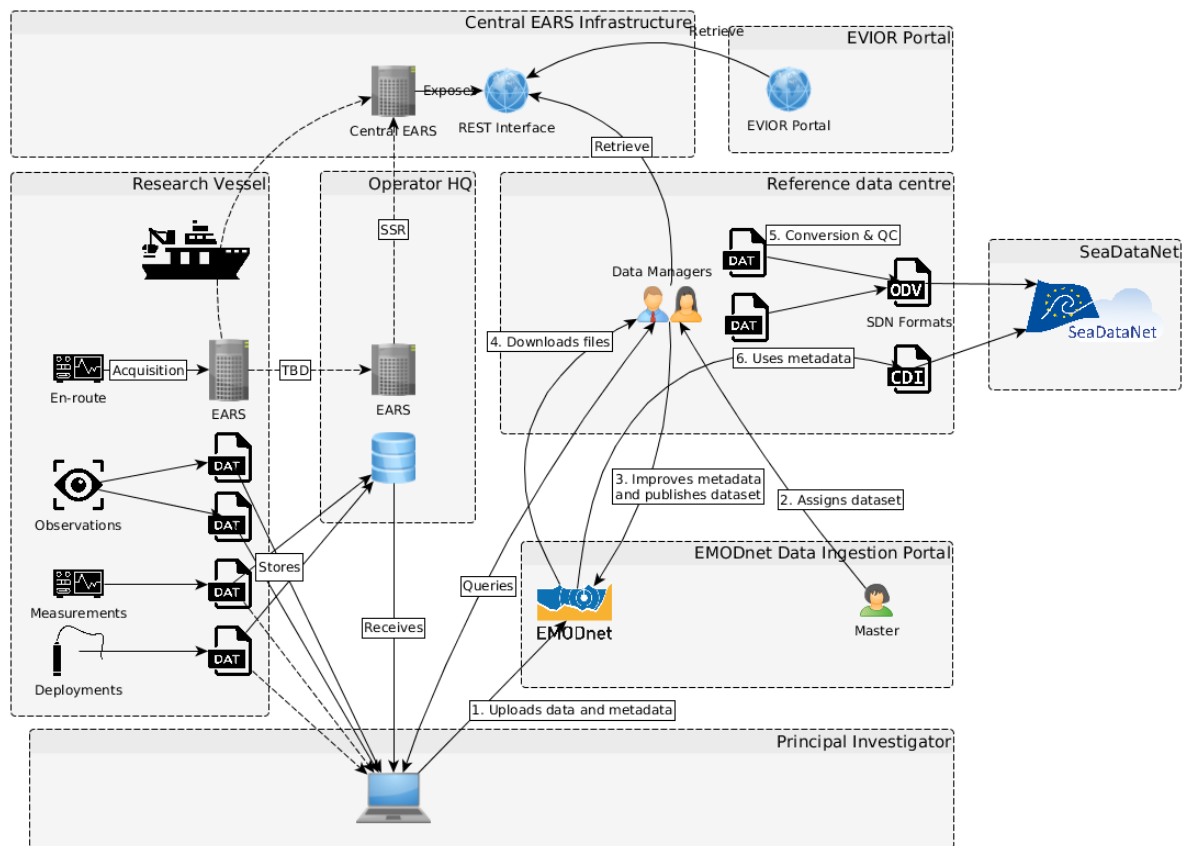 Central EARS Infrastructure
Retrieve
EVIOR Portal
Expose
Central EARS
REST Interface
EVIOR Portal
Retrieve
Research Vessel
Operator HQ
Reference data centre
SSR
5. Conversion & QC
DAT
Data Managers
ODV
SDN Formats
DAT
SeaDataNet
SeaDataNet
4. Downloads files
6. Uses metadata
CDI
Acquisition
TBD
En-route
EARS
EARS
DAT
Observations
DAT
3. Improves metadata
and publishes dataset
2. Assigns dataset
EMODnet Data Ingestion Portal
Stores
Queries
Measurements
DAT
Receives
EMODnet
Master
Deployments
DAT
1. Uploads data and metadata
Principal Investigator